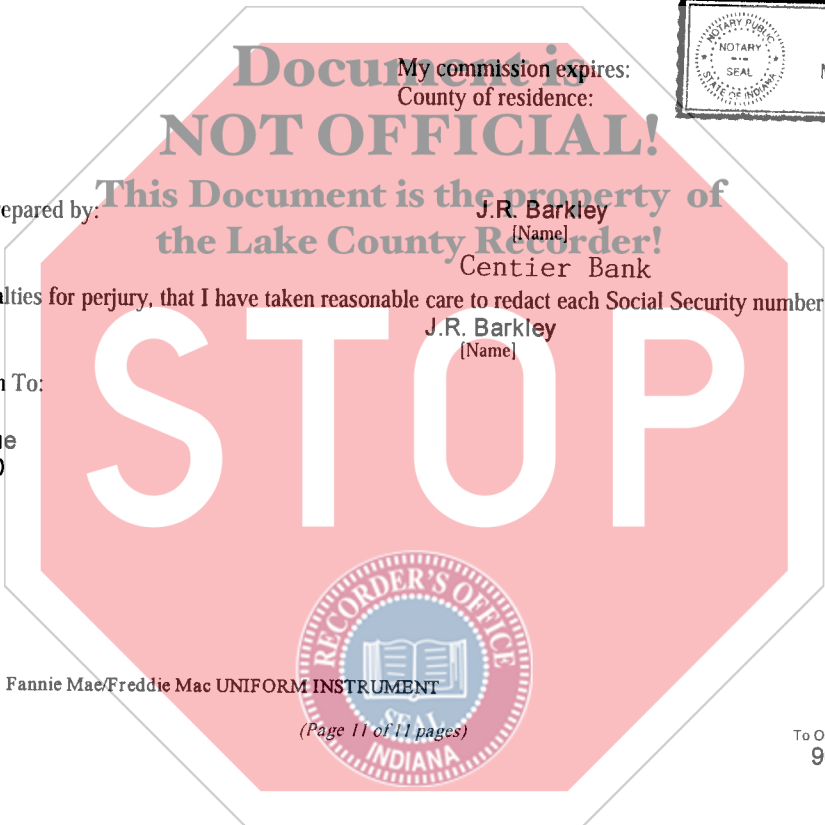 Document is
My commission expires:
County of residence:
NOTARY PUBLIC
NOTARY
SEAL
STATE OF INDIANA
NOT OFFICIAL!
This Document is the property of
epared by:
J.R. Barkley
[Name]
the Lake County Recorder!
Centier Bank
alties for perjury, that I have taken reasonable care to redact each Social Security number
J.R. Barkley
[Name]
To:
STOP
RECORDER'S OFFICE
SEAL
INDIANA
Fannie Mae/Freddie Mac UNIFORM INSTRUMENT
(Page 11 of 11 pages)
To O
9